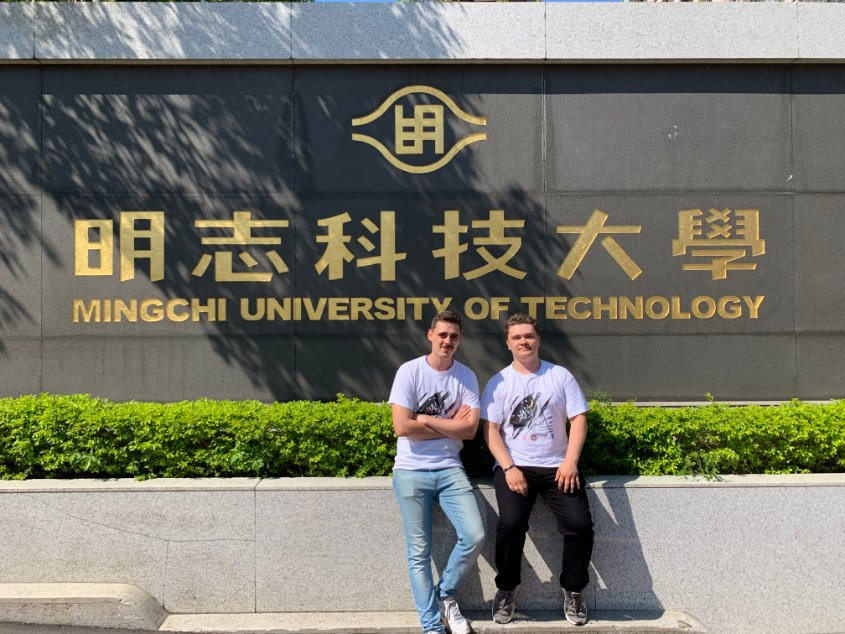 明
明志科技大學
MINGCHI UNIVERSITY OF TECHNOLOGY